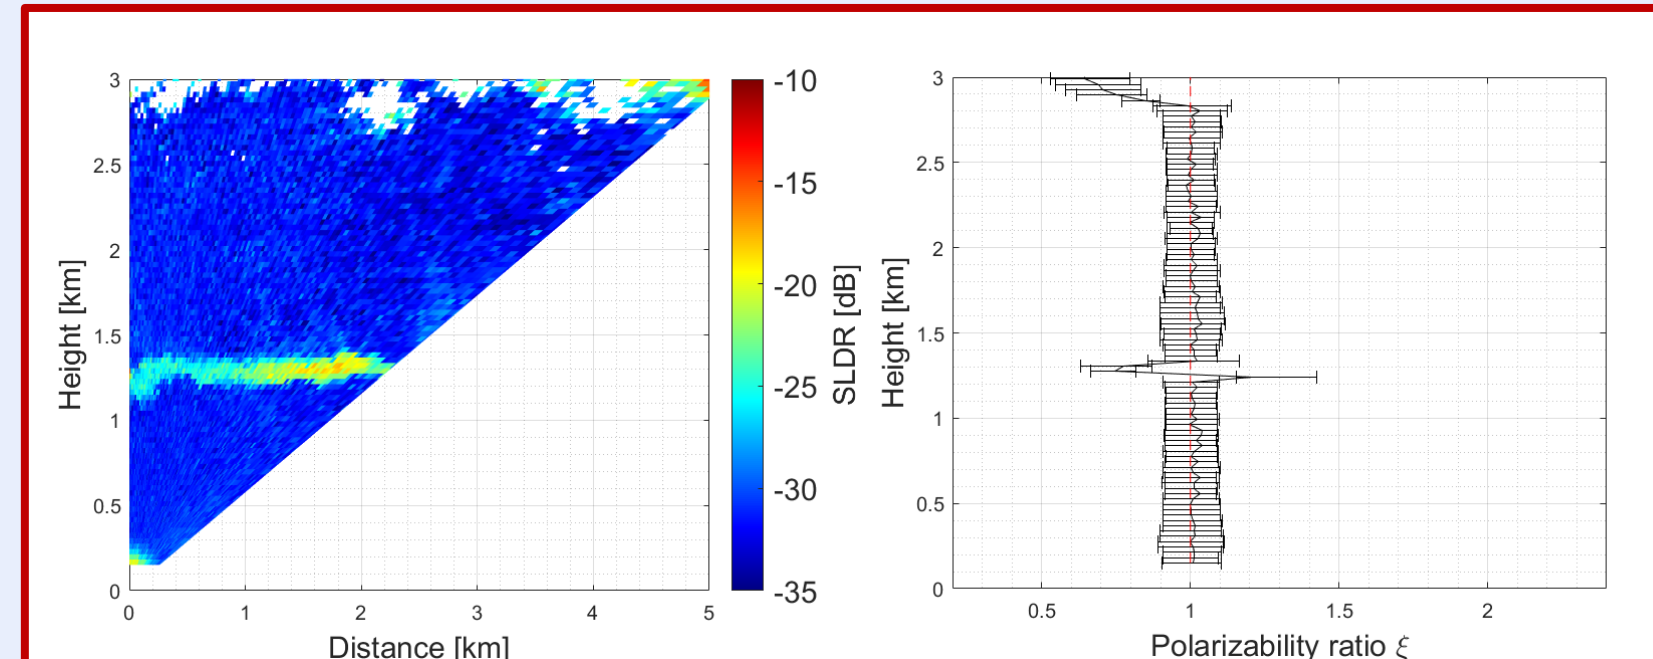 3
2.5
2
1.5
1
0.5
0
0 1 2 3 4 5
Height [km]
Distance [km]
-10
-15
-20
-25
-30
-35
SLDR [dB]
3
2.5
2
1.5
1
0.5
0
0.5 1 1.5 2
Height [km]
Polarizability ratio ξ